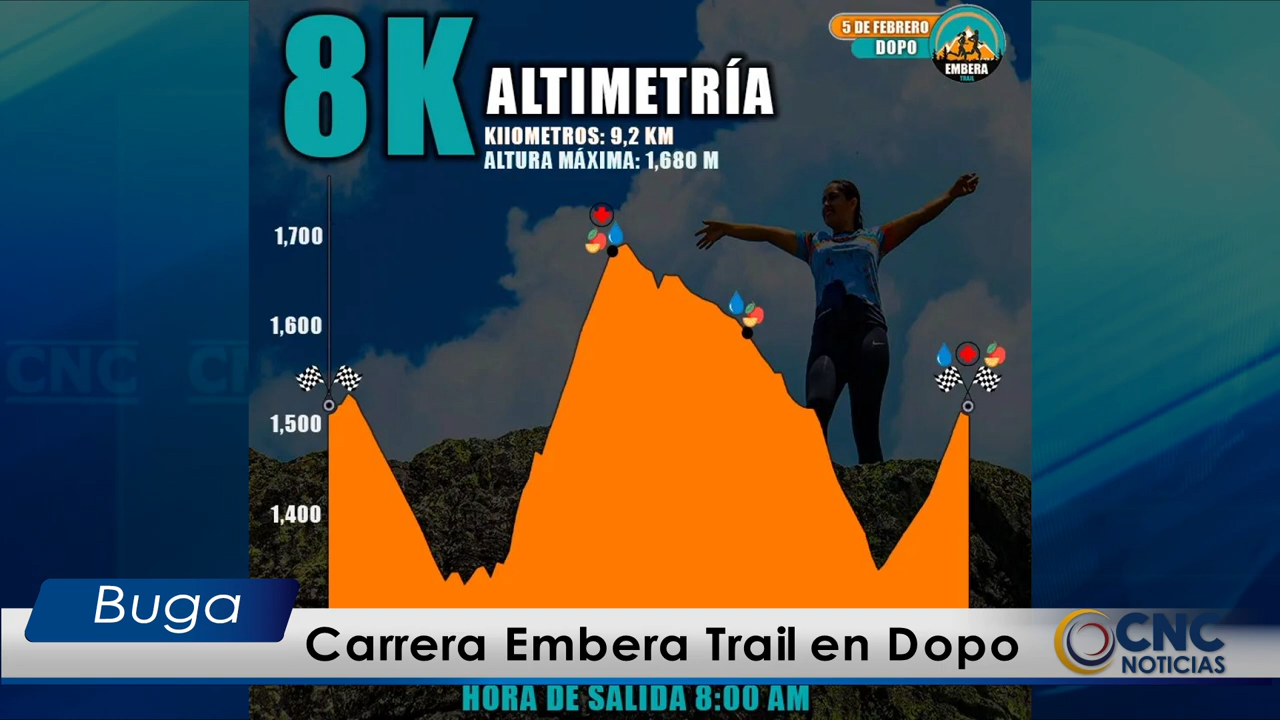 8K
ALTIMETRÍA
KIIOMETROS: 9,2 KM
ALTURA MÁXIMA: 1,680 M
5 DE FEBRERO
DOPO
EMBERA
TRAIL
1,700
1,600
1,500
1,400
CNC
Buga
Carrera Embera Trail en Dopo
CNC
NOTICIAS
HORA DE SALIDA 8:00 AM